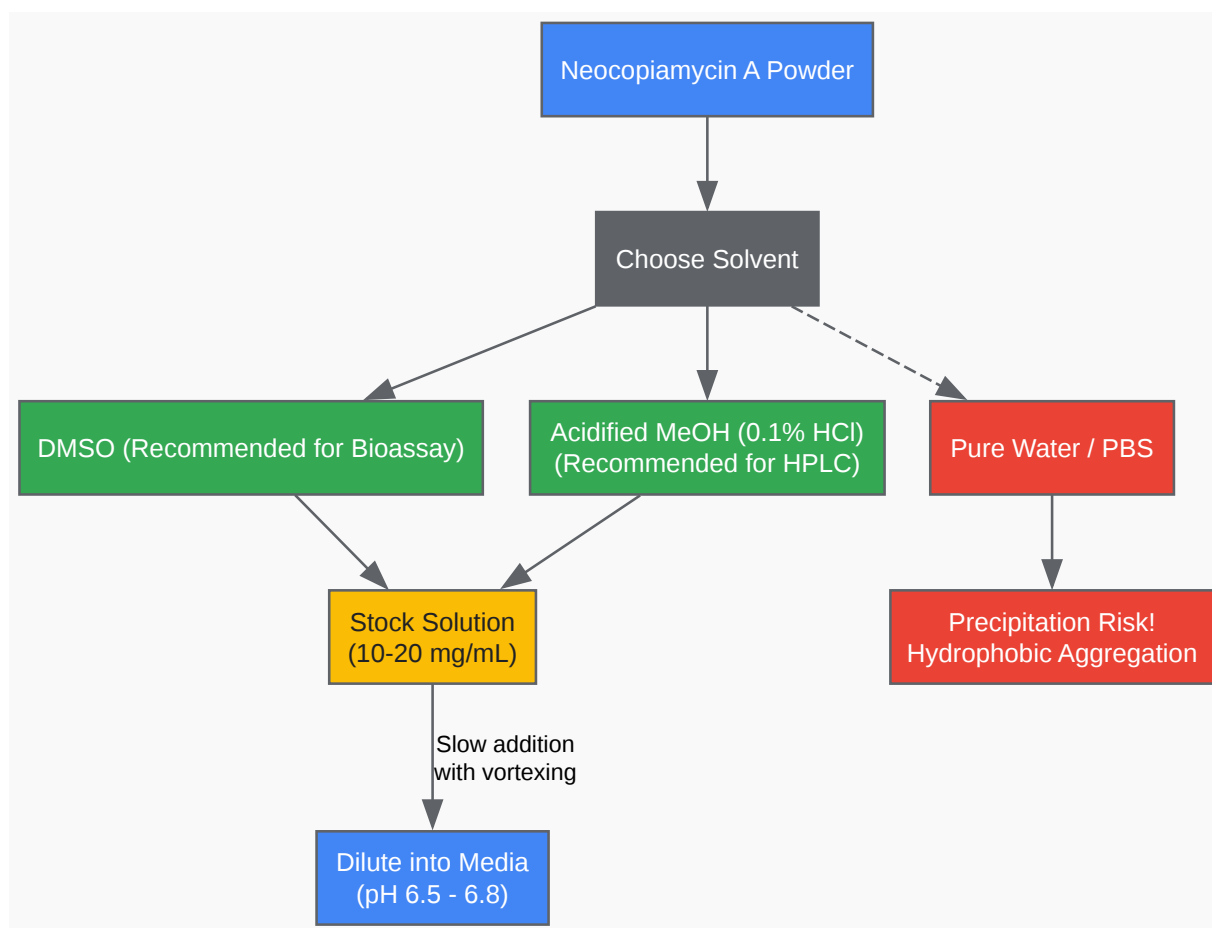 Neocopiamycin A Powder
Choose Solvent
DMSO (Recommended for Bioassay)
Acidified MeOH (0.1% HCl)
(Recommended for HPLC)
Pure Water / PBS
Stock Solution
(10-20 mg/mL)
Precipitation Risk!
Hydrophobic Aggregation
Slow addition
with vortexing
Dilute into Media
(pH 6.5 - 6.8)